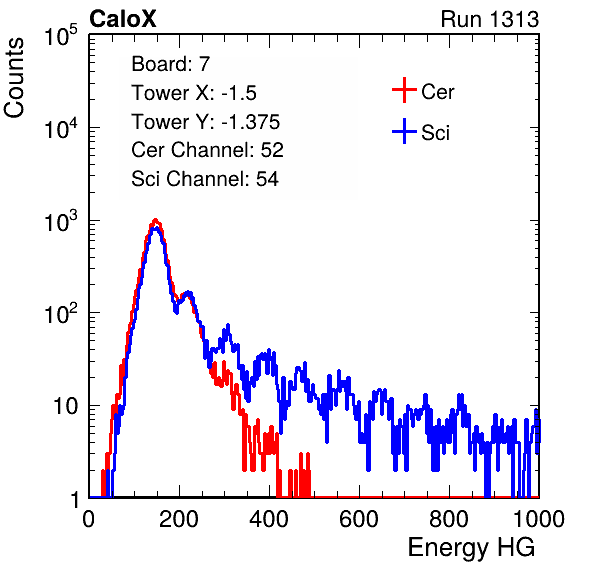 CaloX Run 1313
Counts
10^5
10^4
10^3
10^2
10
1
Board: 7
Tower X: -1.5
Tower Y: -1.375
Cer Channel: 52
Sci Channel: 54
Cer
Sci
0 200 400 600 800 1000
Energy HG